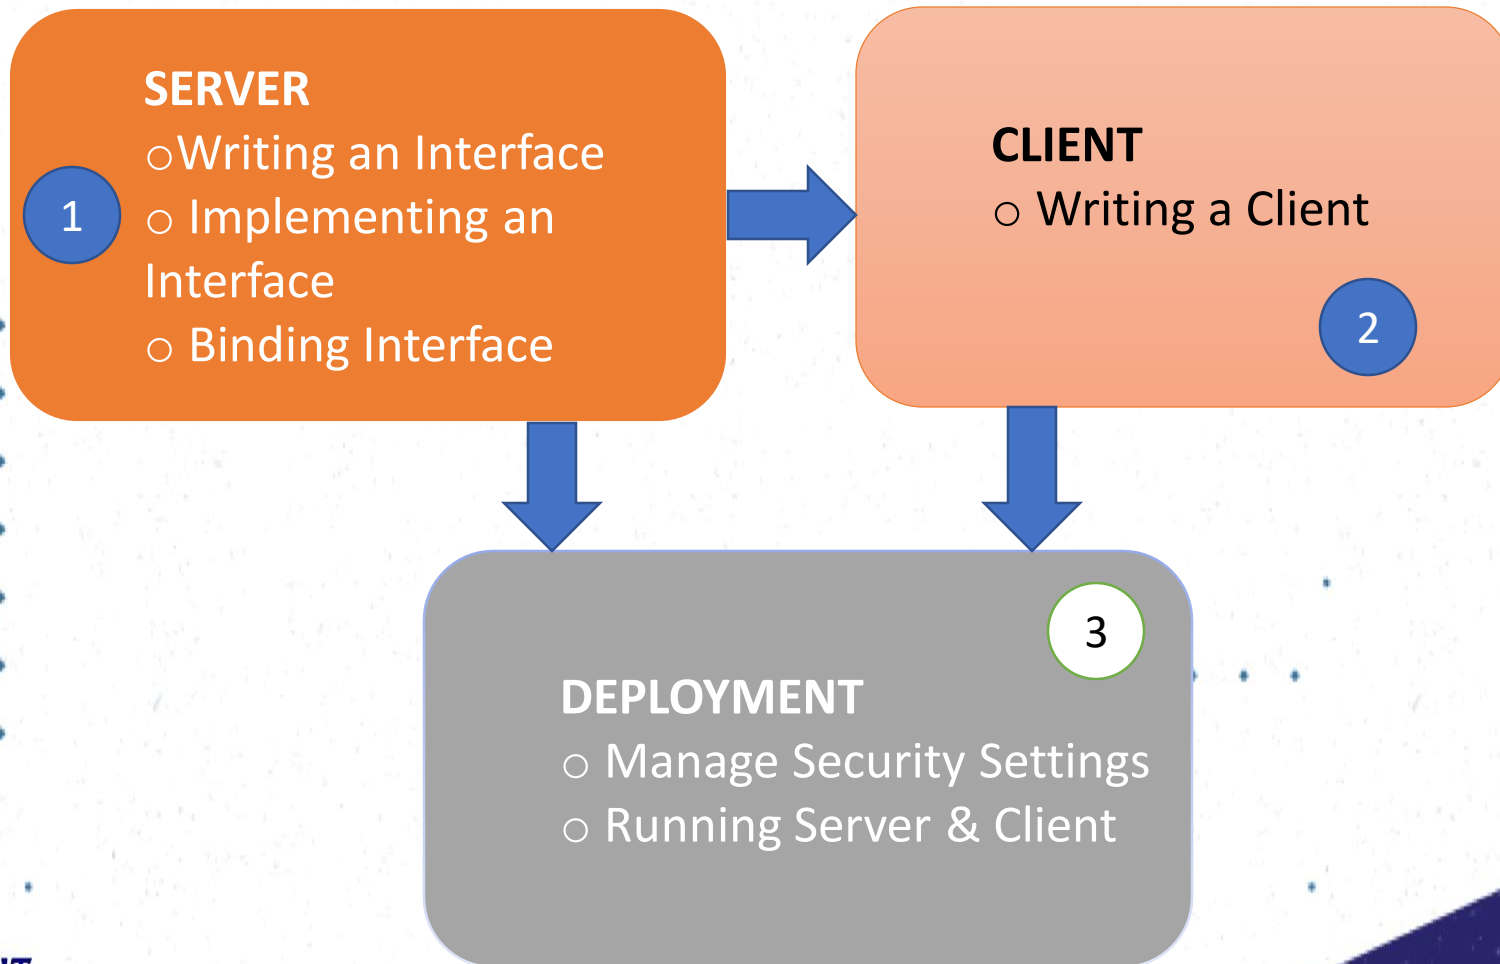 SERVER
○Writing an Interface
○ Implementing an
Interface
○ Binding Interface
1
CLIENT
○ Writing a Client
2
3
DEPLOYMENT
○ Manage Security Settings
○ Running Server & Client